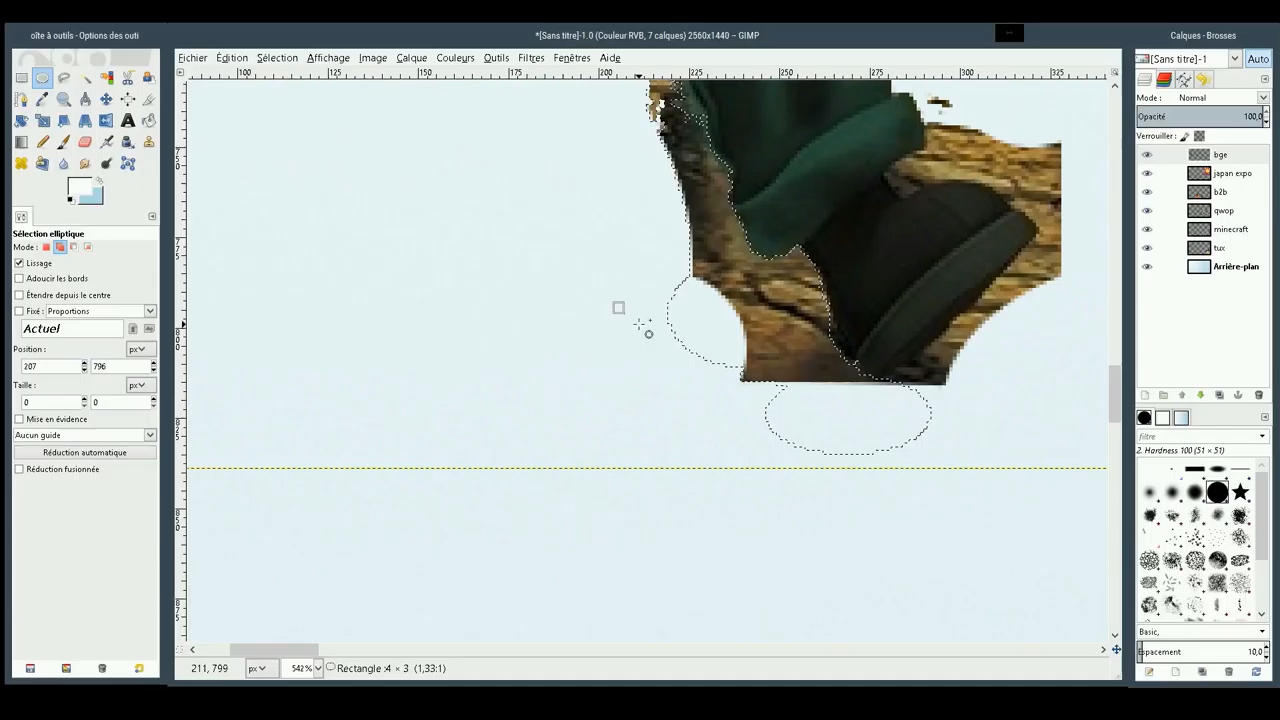 oîte à outils - Options des outi
*[Sans titre]-1.0 (Couleur RVB, 7 calques) 2560x1440 – GIMP
Calques - Brosses
Fichier Édition Sélection Affichage Image Calque Couleurs Outils Filtres Fenêtres Aide
[Sans titre]-1
Auto
100 125 150 175 200 225 250 275 300 325
Mode : Normal
Opacité 100,0
Verrouiller :
bge
japan expo
b2b
qwop
minecraft
tux
Arrière-plan
Sélection elliptique
Mode :
Lissage
Adoucir les bords
Étendre depuis le centre
Fixé : Proportions
Actuel
Position : px
207 796
Taille : px
0 0
Mise en évidence
Aucun guide
Réduction automatique
Réduction fusionnée
filtre
2. Hardness 100 (51 × 51)
Basic,
Espacement 10,0
211, 799 px 542% Rectangle :4 × 3 (1,33:1)